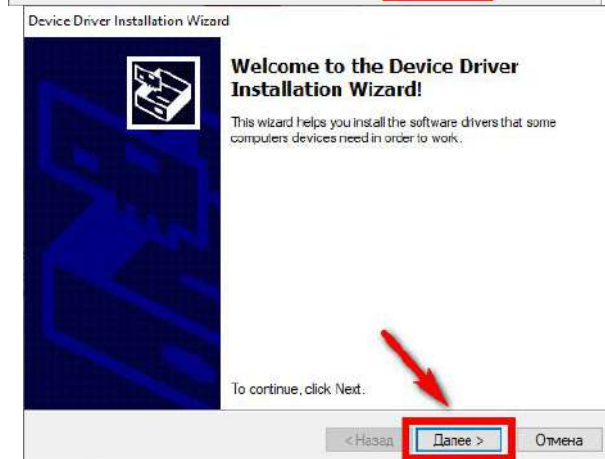 Device Driver Installation Wizard
Welcome to the Device Driver
Installation Wizard!
This wizard helps you install the software drivers that some
computers devices need in order to work.
To continue, click Next.
< Назад
Далее >
Отмена